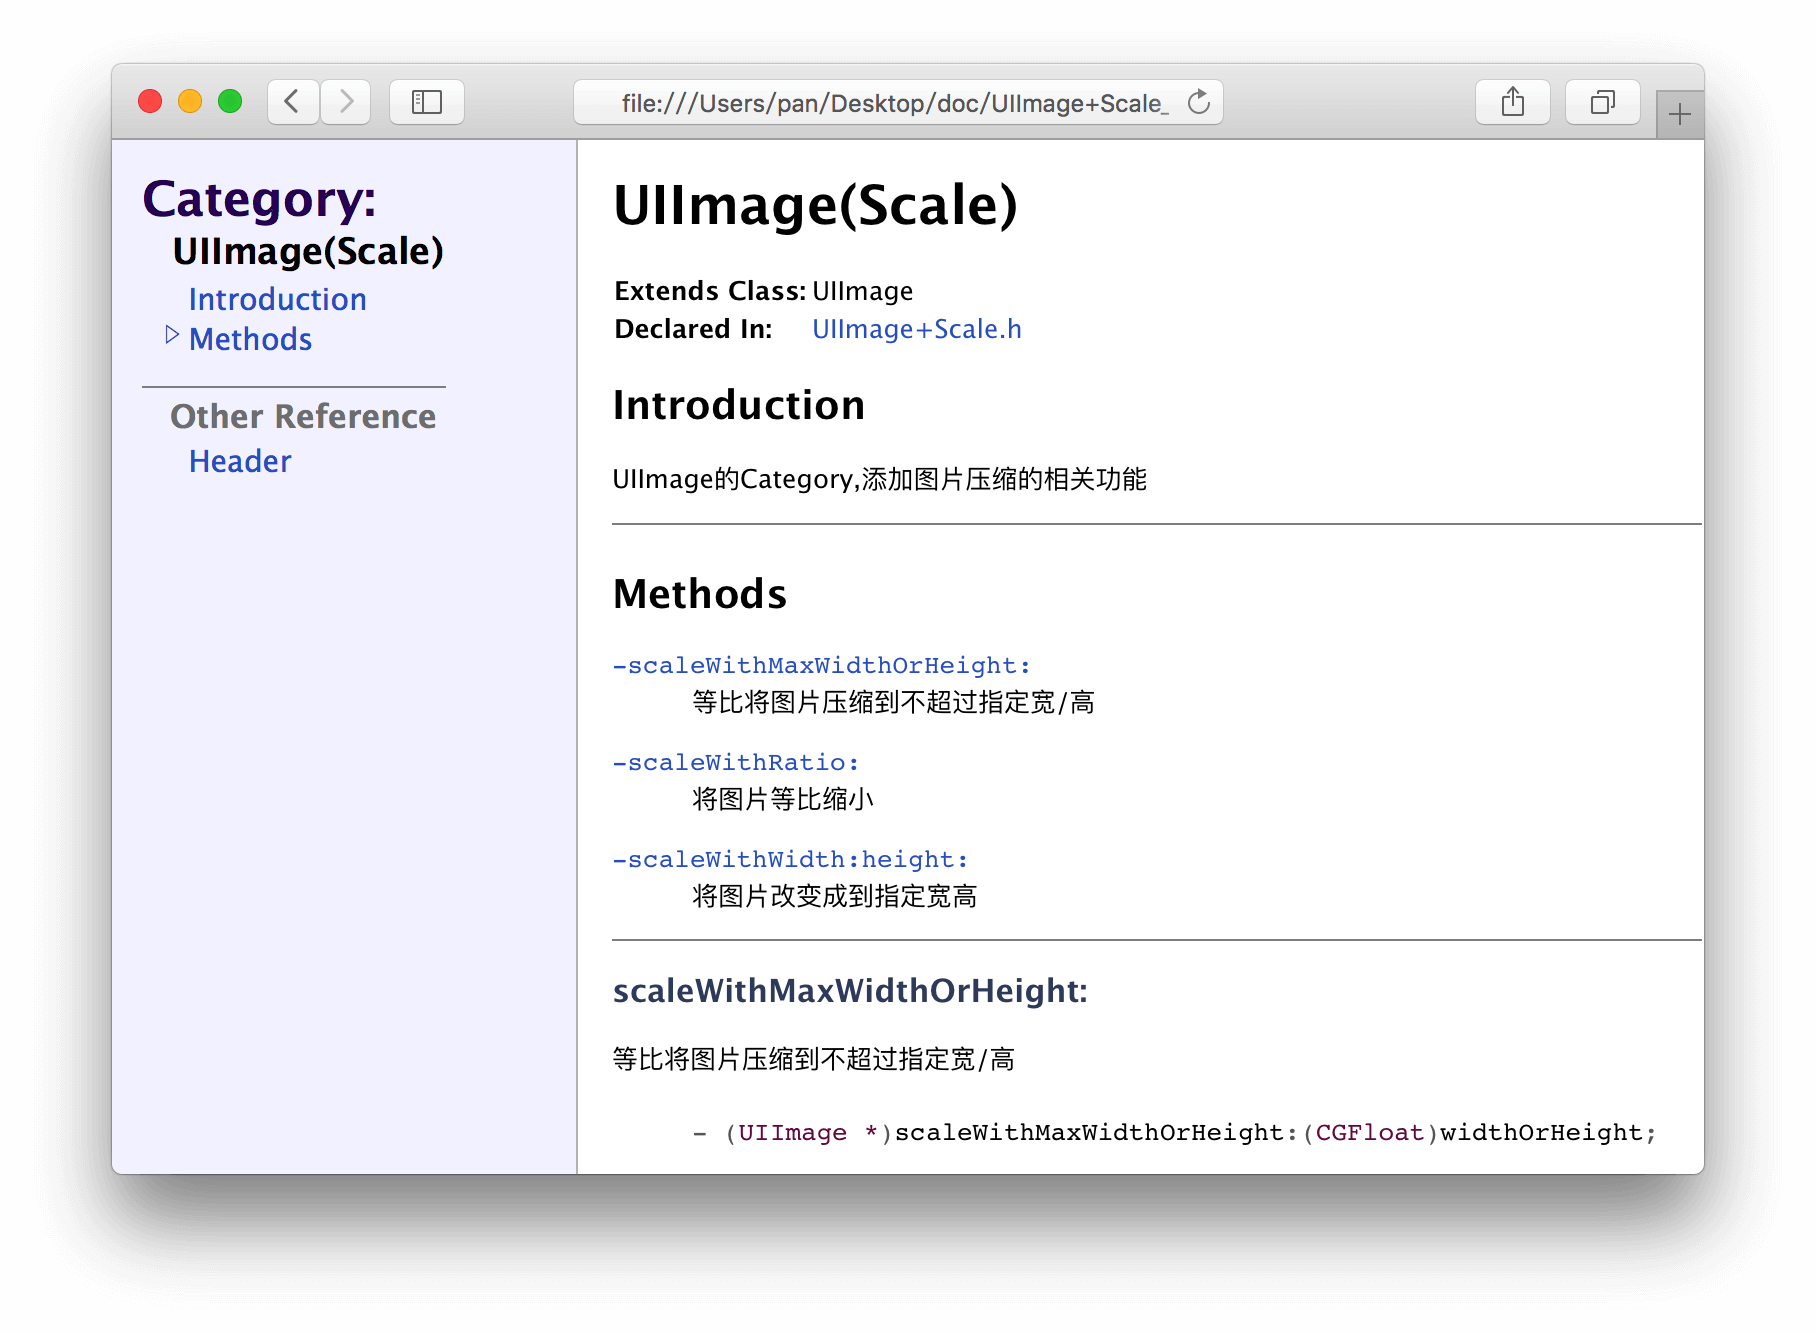 file:///Users/pan/Desktop/doc/UIImage+Scale_
Category:
UIImage(Scale)
Introduction
Methods
Other Reference
Header
UIImage(Scale)
Extends Class: UIImage
Declared In: UIImage+Scale.h
Introduction
UIImage的Category,添加图片压缩的相关功能
Methods
-scaleWithMaxWidthOrHeight:
等比将图片压缩到不超过指定宽/高
-scaleWithRatio:
将图片等比缩小
-scaleWithWidth:height:
将图片改变成到指定宽高
scaleWithMaxWidthOrHeight:
等比将图片压缩到不超过指定宽/高
- (UIImage *)scaleWithMaxWidthOrHeight:(CGFloat)widthOrHeight;